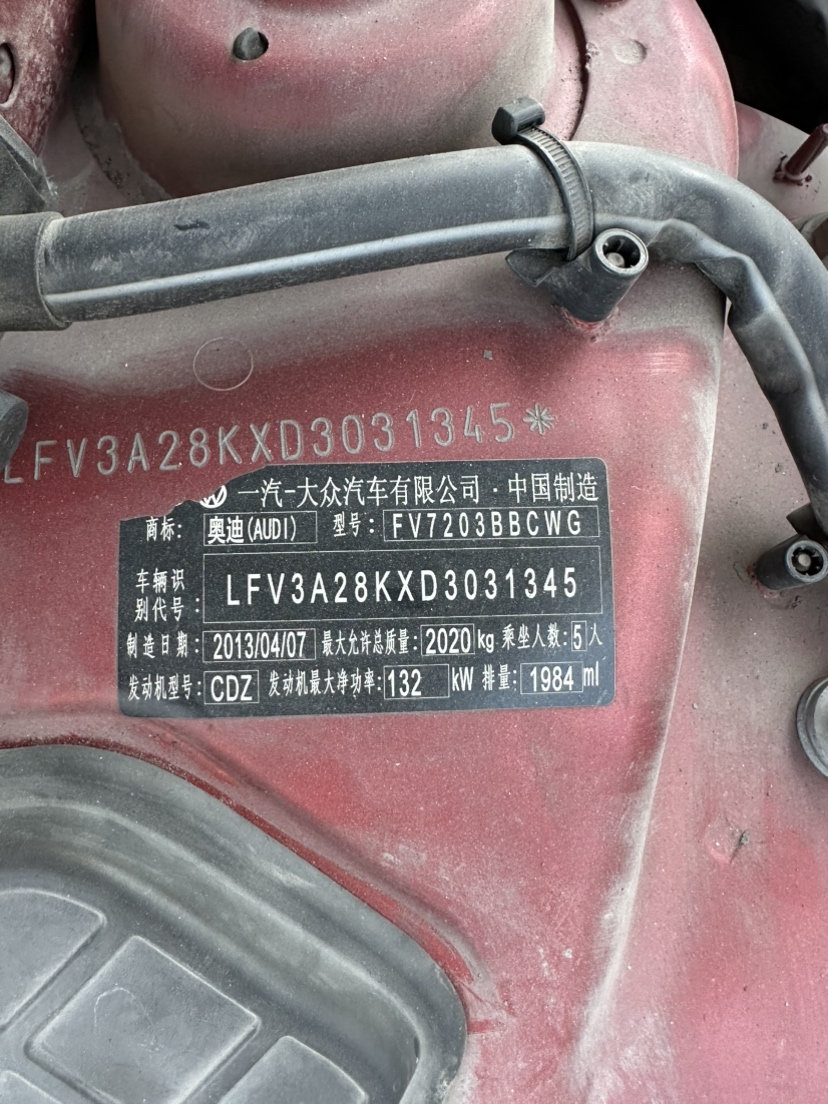 LFV3A28KXD3031345*
一汽-大众汽车有限公司·中国制造
商标: 奥迪(AUDI) 型号: FV7203BBCWG
车辆识别代号: LFV3A28KXD3031345
制造日期: 2013/04/07 最大允许总质量: 2020 kg 乘坐人数: 5 人
发动机型号: CDZ 发动机最大净功率: 132 kW 排量: 1984 ml